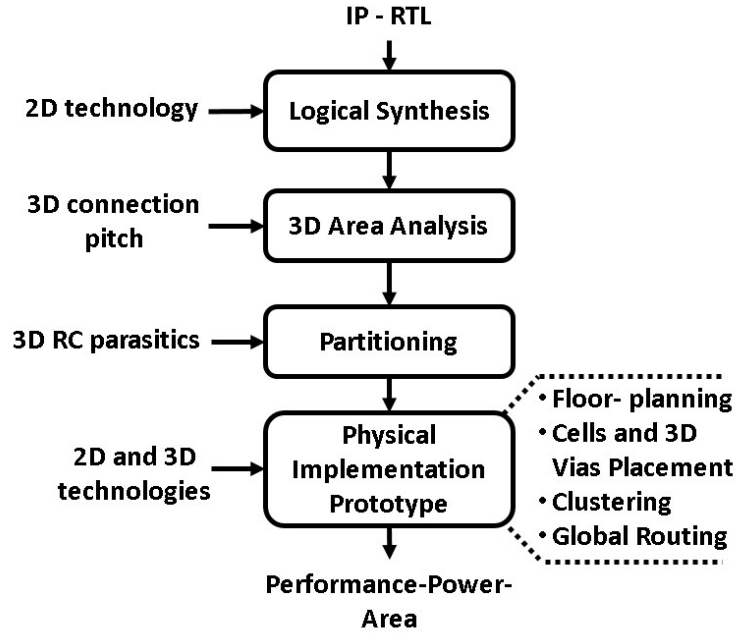 IP - RTL
2D technology
Logical Synthesis
3D connection
pitch
3D Area Analysis
3D RC parasitics
Partitioning
2D and 3D
technologies
Physical
Implementation
Prototype
• Floor- planning
• Cells and 3D
Vias Placement
• Clustering
• Global Routing
Performance-Power-
Area